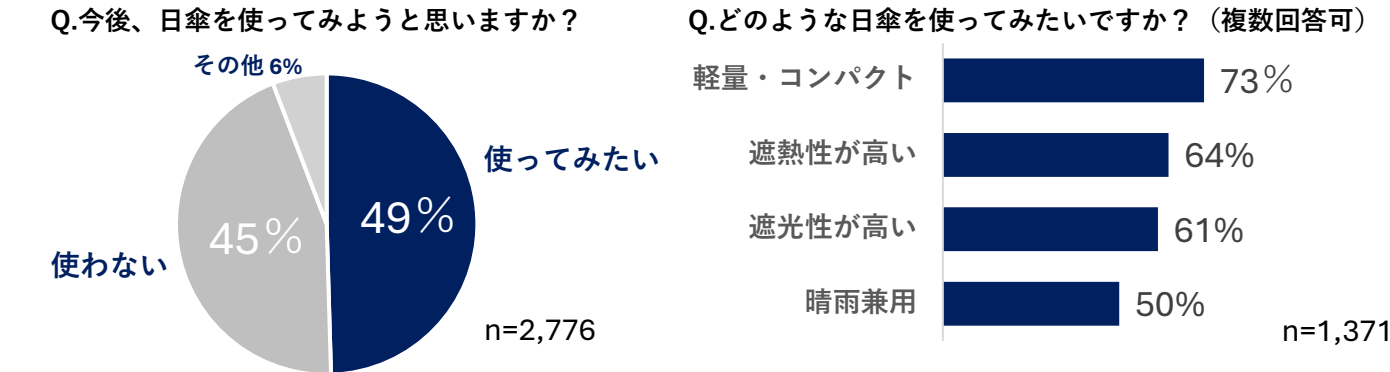 Q.今後、日傘を使ってみようと思いますか？
その他 6%
使ってみたい
49％
45％
使わない
n=2,776
Q.どのような日傘を使ってみたいですか？（複数回答可）
軽量・コンパクト 73％
遮熱性が高い 64%
遮光性が高い 61%
晴雨兼用 50%
n=1,371